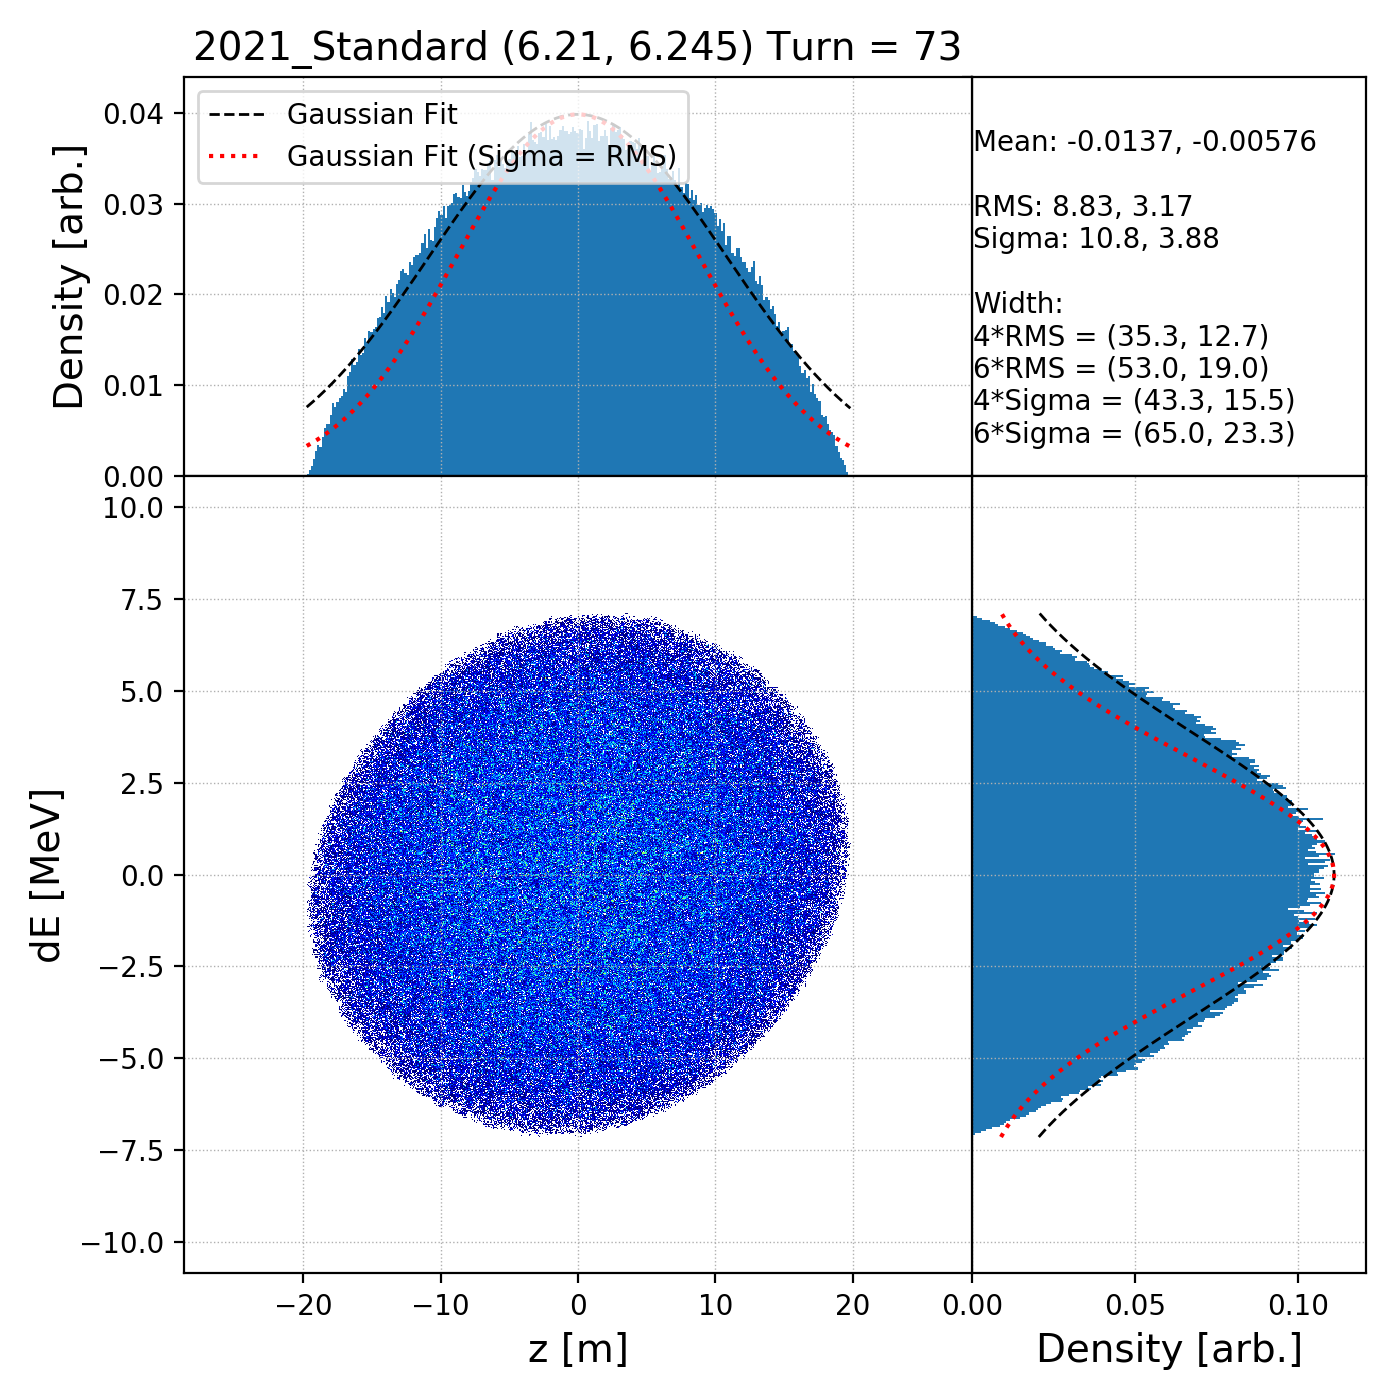 2021_Standard (6.21, 6.245) Turn = 73
Gaussian Fit
Gaussian Fit (Sigma = RMS)
Density [arb.]
0.04
0.03
0.02
0.01
0.00
Mean: -0.0137, -0.00576
RMS: 8.83, 3.17
Sigma: 10.8, 3.88
Width:
4*RMS = (35.3, 12.7)
6*RMS = (53.0, 19.0)
4*Sigma = (43.3, 15.5)
6*Sigma = (65.0, 23.3)
dE [MeV]
10.0
7.5
5.0
2.5
0.0
−2.5
−5.0
−7.5
−10.0
−20 −10 0 10 20
z [m]
0.00 0.05 0.10
Density [arb.]